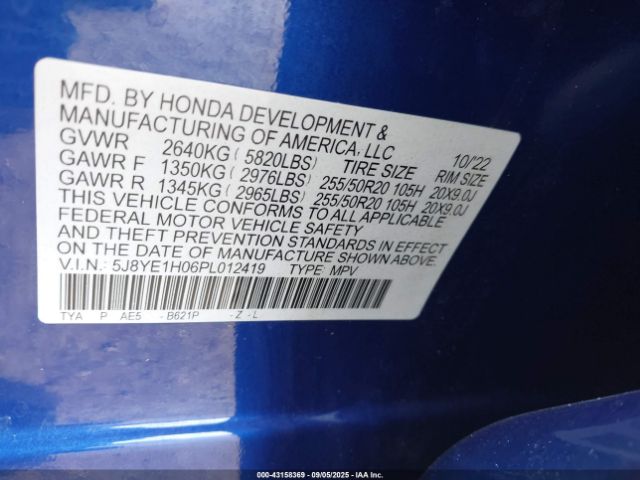 MFD. BY HONDA DEVELOPMENT &
MANUFACTURING OF AMERICA, LLC 10/'22
GVWR 2640KG ( 5820LBS) TIRE SIZE RIM SIZE
GAWR F 1350KG ( 2976LBS) 255/50R20 105H 20X9.0J
GAWR R 1345KG ( 2965LBS) 255/50R20 105H 20X9.0J
THIS VEHICLE CONFORMS TO ALL APPLICABLE
FEDERAL MOTOR VEHICLE SAFETY
AND THEFT PREVENTION STANDARDS IN EFFECT
ON THE DATE OF MANUFACTURE SHOWN ABOVE.
V.I.N.: 5J8YE1H06PL012419 TYPE: MPV
TYA P AE5 - B621P - Z - L
000-43158369 - 09/05/2025 - IAA Inc.